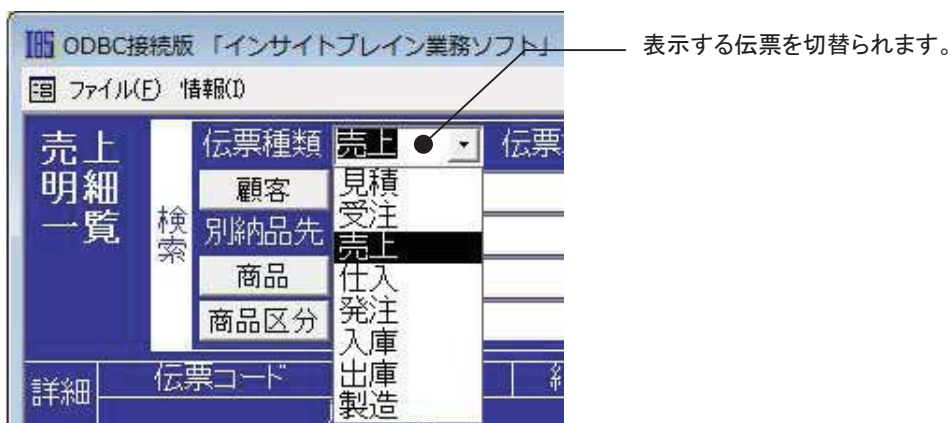 IBS ODBC接続版 「インサイトブレイン業務ソフト」
表示する伝票を切替られます。
ファイル(F) 情報(I)
売上
明細
一覧
検索
伝票種類 売上 伝票
顧客
別納品先
商品
商品区分
見積
受注
売上
仕入
発注
入庫
出庫
製造
詳細 伝票コード